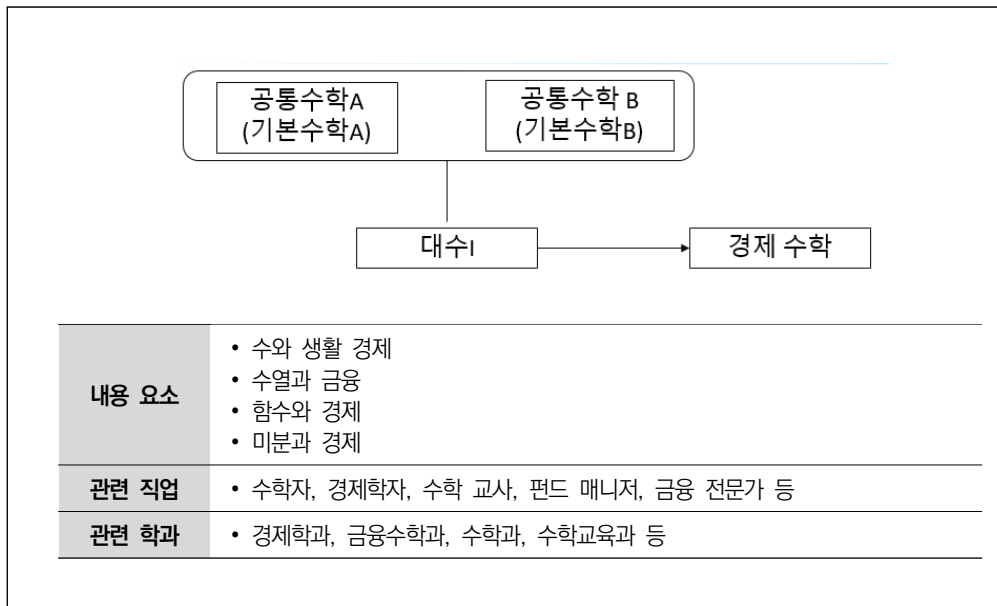 공통수학A
(기본수학A)
공통수학 B
(기본수학B)
대수I
경제 수학
내용 요소
• 수와 생활 경제
• 수열과 금융
• 함수와 경제
• 미분과 경제
관련 직업
• 수학자, 경제학자, 수학 교사, 펀드 매니저, 금융 전문가 등
관련 학과
• 경제학과, 금융수학과, 수학과, 수학교육과 등